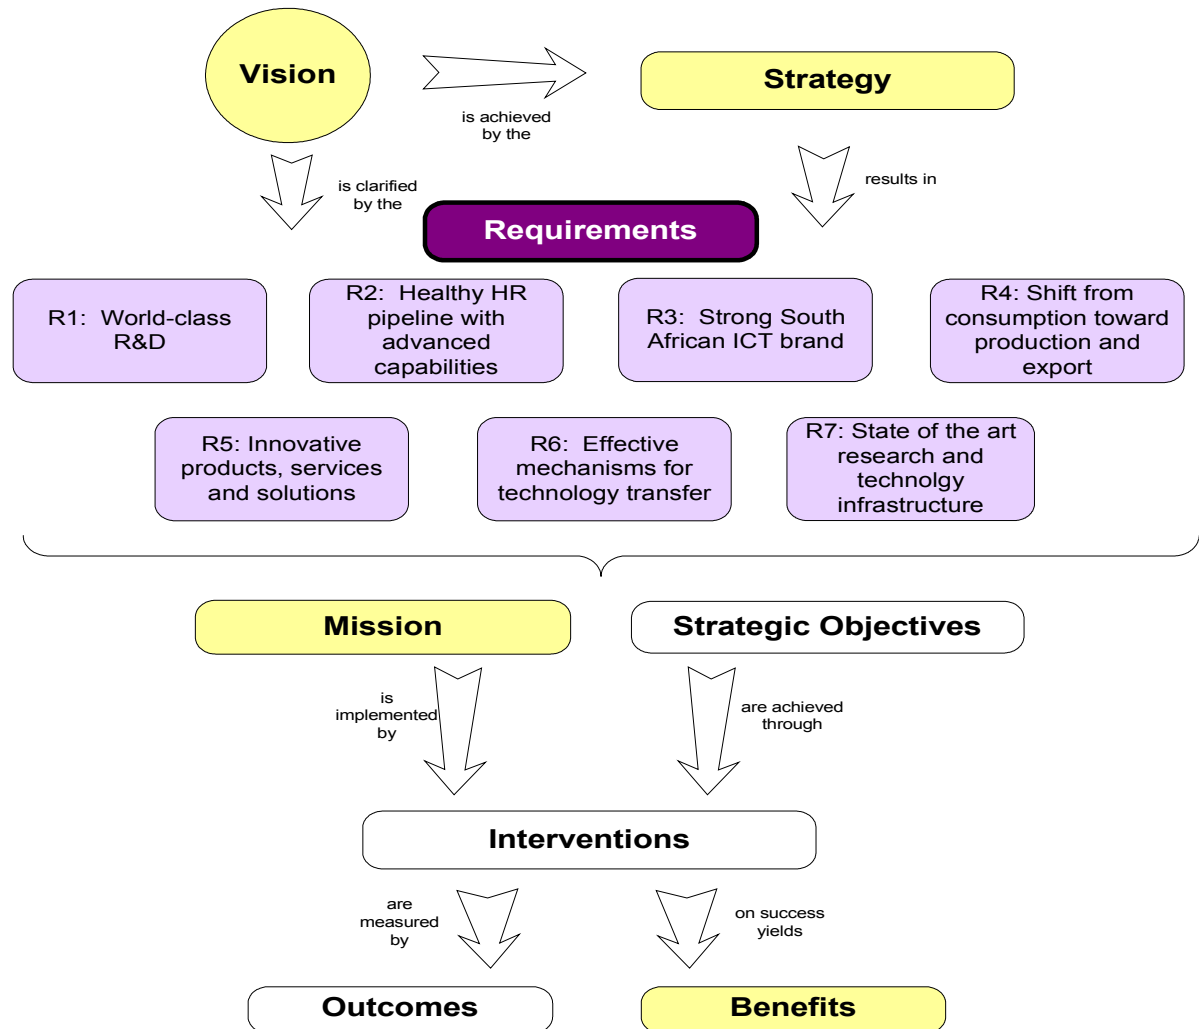 Vision
Strategy
is achieved
by the
is clarified
by the
results in
Requirements
R1:  World-class
R&D
R2:  Healthy HR
pipeline with
advanced
capabilities
R3:  Strong South
African ICT brand
R4: Shift from
consumption toward
production and
export
R5: Innovative
products, services
and solutions
R6:  Effective
mechanisms for
technology transfer
R7: State of the art
research and
technolgy
infrastructure
Mission
Strategic Objectives
is
implemented
by
are achieved
through
Interventions
are
measured
by
on success
yields
Outcomes
Benefits